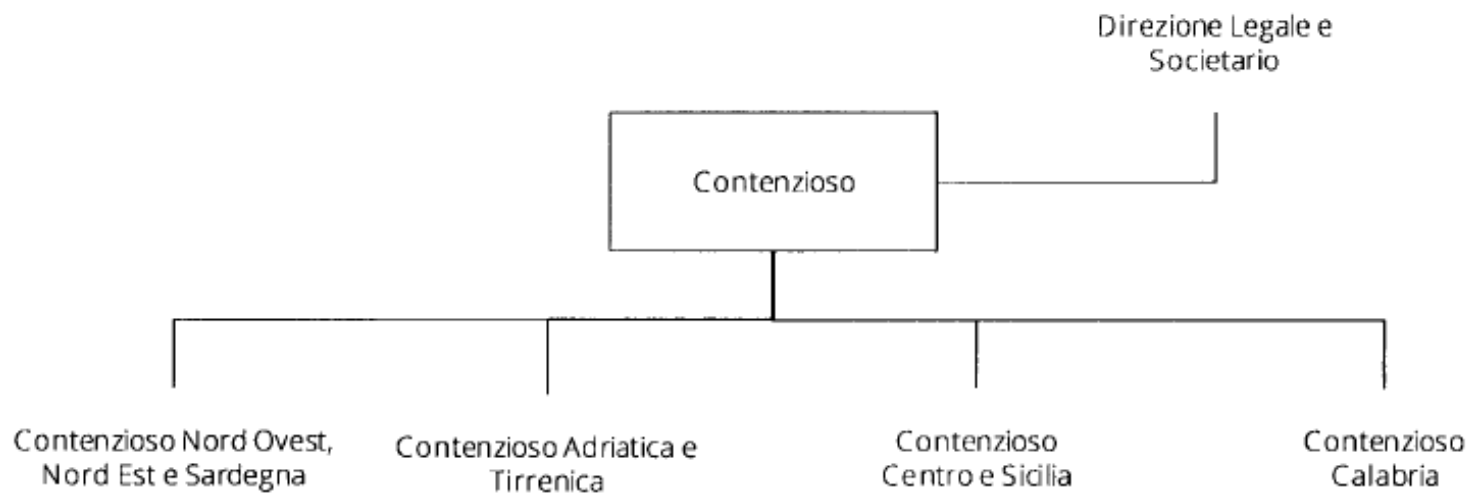 Direzione Legale e
Societario
Contenzioso
Contenzioso Nord Ovest,
Nord Est e Sardegna
Contenzioso Adriatica e
Tirrenica
Contenzioso
Centro e Sicilia
Contenzioso
Calabria